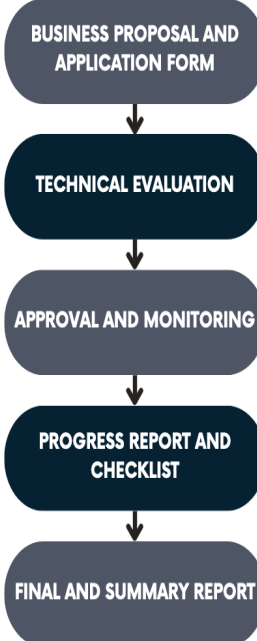 BUSINESS PROPOSAL AND
APPLICATION FORM
TECHNICAL EVALUATION
APPROVAL AND MONITORING
PROGRESS REPORT AND
CHECKLIST
FINAL AND SUMMARY REPORT